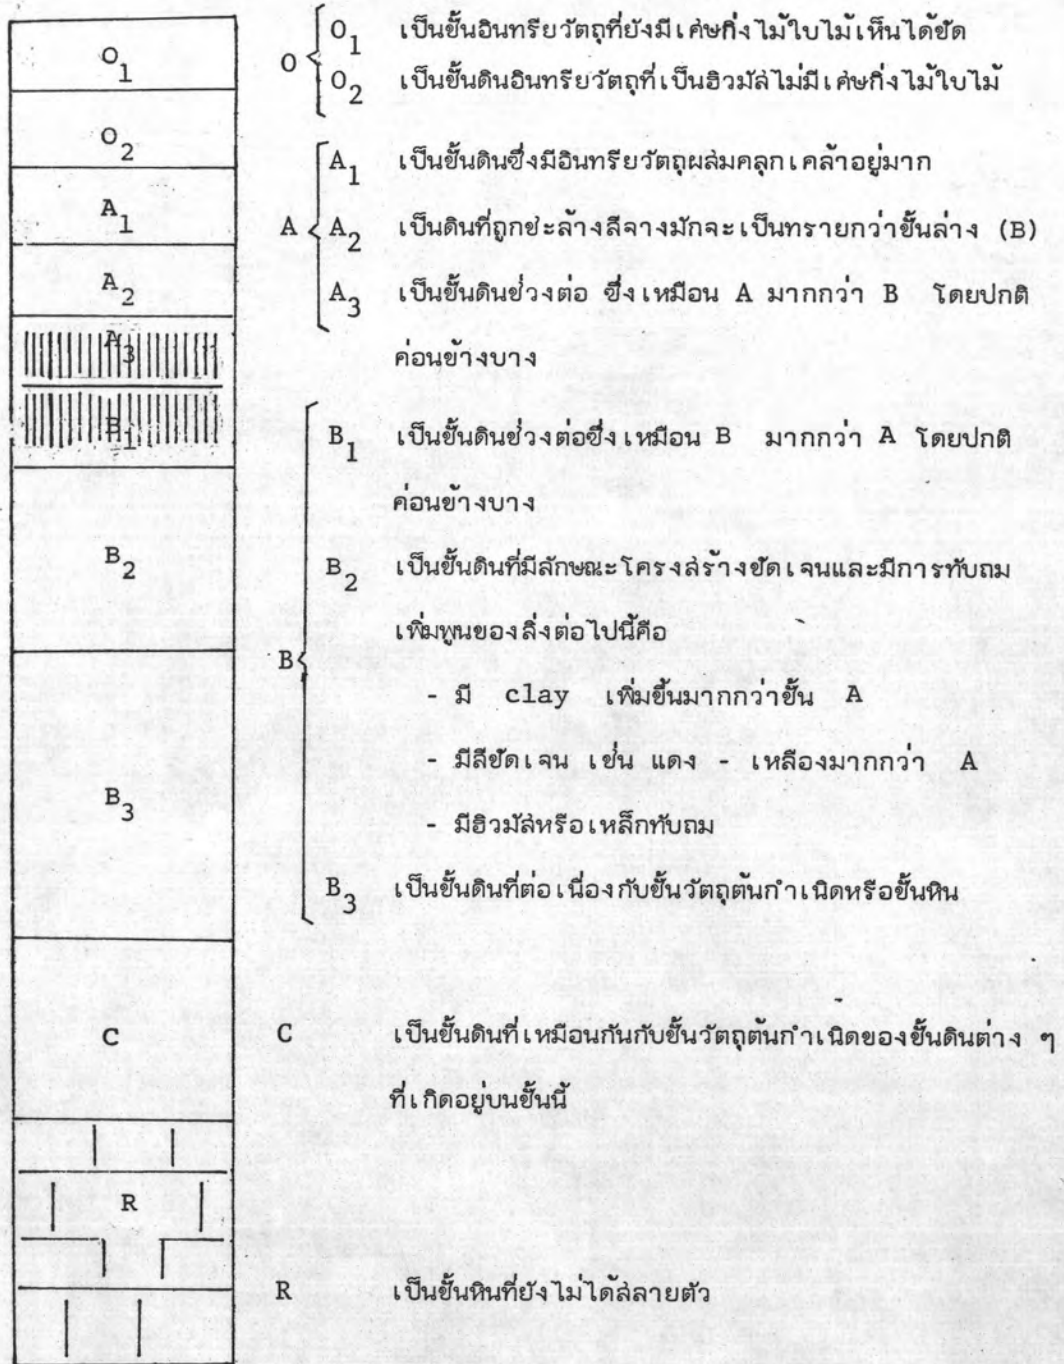 O1
O2
A1
A2
A3
B1
B2
B3
C
R
O
O1 เป็นชั้นอินทรียวัตถุที่ยังมีเศษกิ่งไม้ใบไม้เห็นได้ชัด
O2 เป็นชั้นดินอินทรียวัตถุที่เป็นฮิวมัสไม่มีเศษกิ่งไม้ใบไม้
A
A1 เป็นชั้นดินซึ่งมีอินทรียวัตถุผสมคลุกเคล้าอยู่มาก
A2 เป็นดินที่ถูกชะล้างสีจางมักจะเป็นทรายกว่าชั้นล่าง (B)
A3 เป็นชั้นดินช่วงต่อ ซึ่งเหมือน A มากกว่า B โดยปกติ
ค่อนข้างบาง
B
B1 เป็นชั้นดินช่วงต่อซึ่งเหมือน B มากกว่า A โดยปกติ
ค่อนข้างบาง
B2 เป็นชั้นดินที่มีลักษณะโครงสร้างชัดเจนและมีการทับถม
เพิ่มพูนของสิ่งต่อไปนี้คือ
- มี clay เพิ่มขึ้นมากกว่าชั้น A
- มีสีชัดเจน เช่น แดง - เหลืองมากกว่า A
- มีฮิวมัสหรือเหล็กทับถม
B3 เป็นชั้นดินที่ต่อเนื่องกับชั้นวัตถุต้นกำเนิดหรือชั้นหิน
C เป็นชั้นดินที่เหมือนกันกับชั้นวัตถุต้นกำเนิดของชั้นดินต่าง ๆ
ที่เกิดอยู่บนชั้นนี้
R เป็นชั้นหินที่ยังไม่ได้สลายตัว